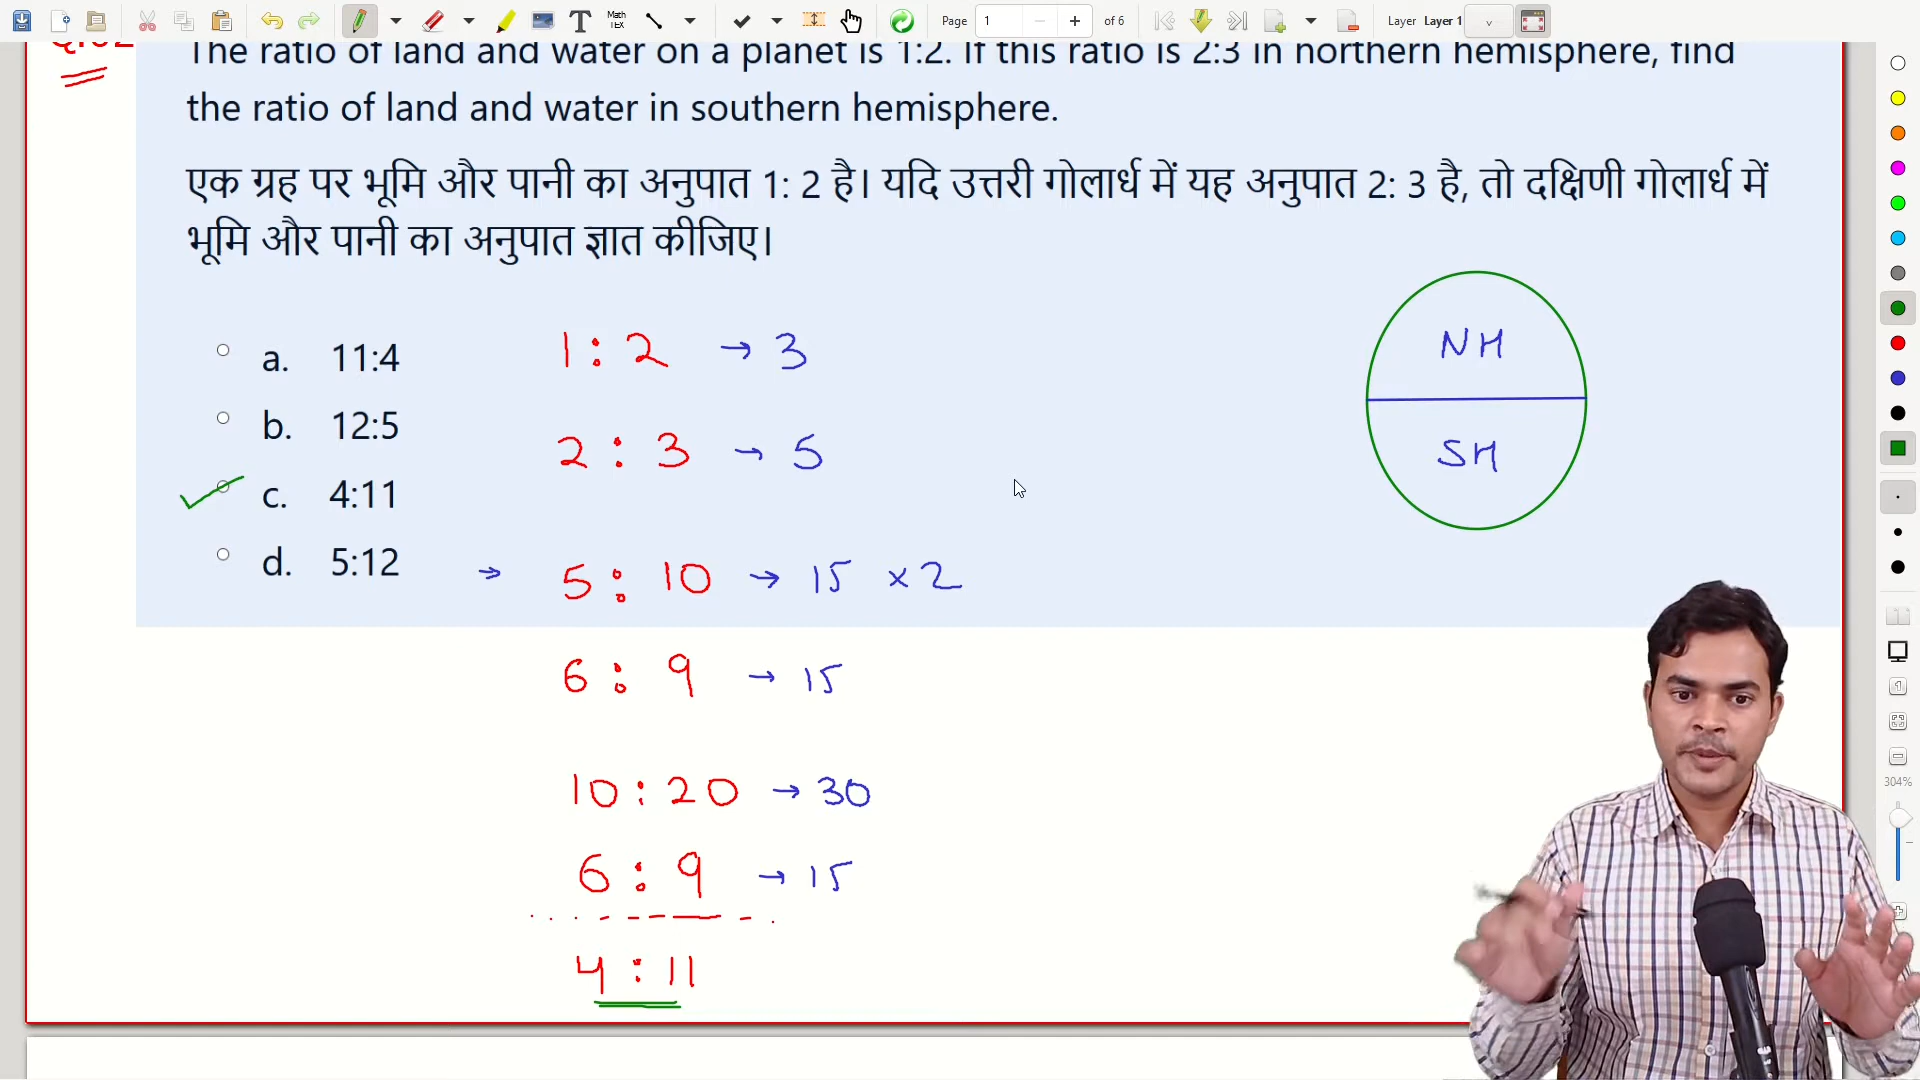 Page 1 of 6 Layer Layer 1
The ratio of land and water on a planet is 1:2. If this ratio is 2:3 in northern hemisphere, find
the ratio of land and water in southern hemisphere.
एक ग्रह पर भूमि और पानी का अनुपात 1: 2 है। यदि उत्तरी गोलार्ध में यह अनुपात 2: 3 है, तो दक्षिणी गोलार्ध में
भूमि और पानी का अनुपात ज्ञात कीजिए।
a. 11:4
b. 12:5
c. 4:11
d. 5:12
1 : 2 → 3
2 : 3 → 5
→ 5 : 10 → 15 × 2
6 : 9 → 15
10 : 20 → 30
6 : 9 → 15
4 : 11
NH
SH
304%